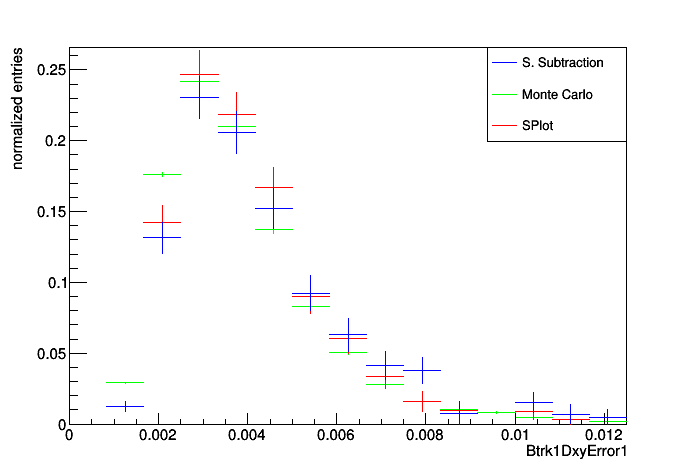 normalized entries
0.25
0.2
0.15
0.1
0.05
0
S. Subtraction
Monte Carlo
SPlot
0 0.002 0.004 0.006 0.008 0.01 0.012
Btrk1DxyError1